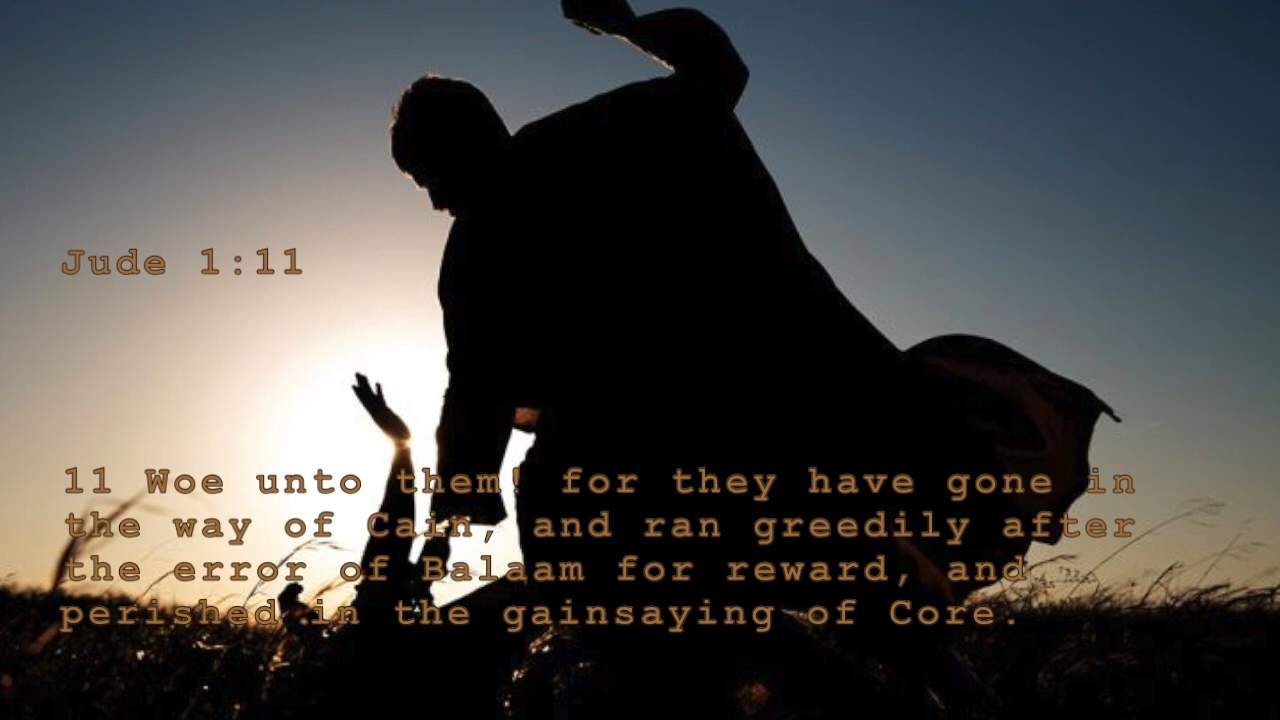 Jude 1:11
11 Woe unto them! for they have gone in
the way of Cain, and ran greedily after
the error of Balaam for reward, and
perished in the gainsaying of Core.